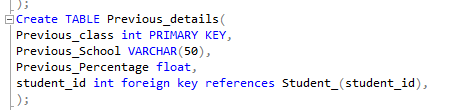 );
Create TABLE Previous_details(
Previous_class int PRIMARY KEY,
Previous_School VARCHAR(50),
Previous_Percentage float,
student_id int foreign key references Student_(student_id),
);